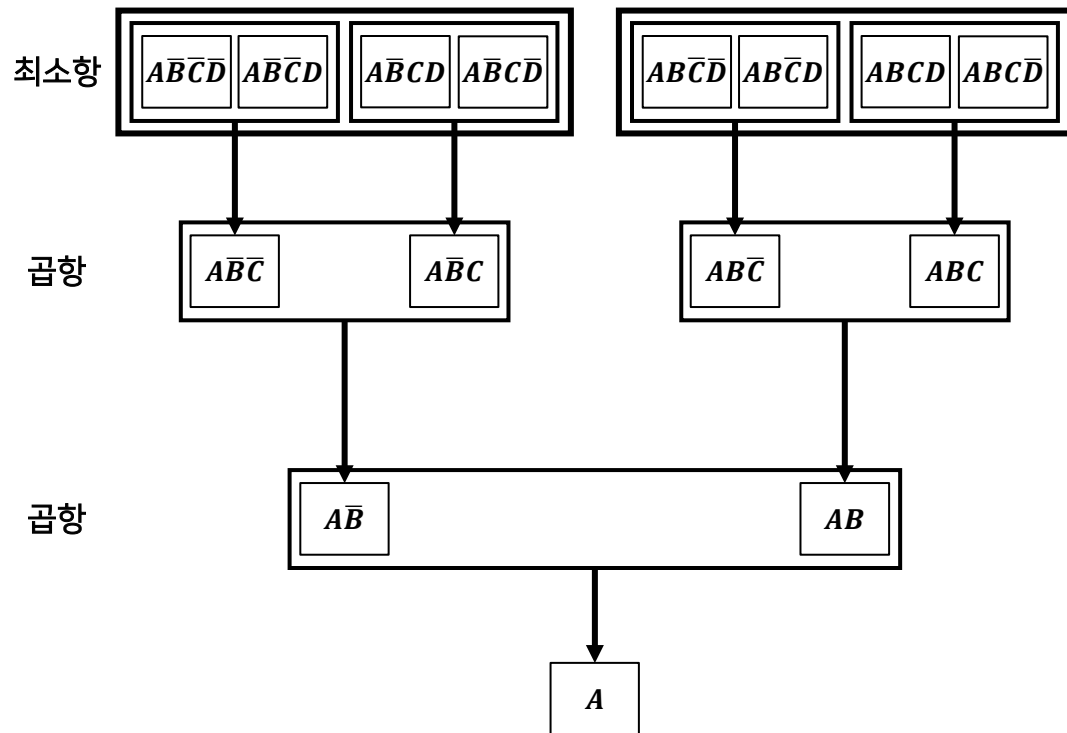 최소항 AB̅C̅D̅ AB̅C̅D AB̅CD AB̅CD̅ ABC̅D̅ ABC̅D ABCD ABCD̅
곱항 AB̅C̅ AB̅C ABC̅ ABC
곱항 AB̅ AB
A